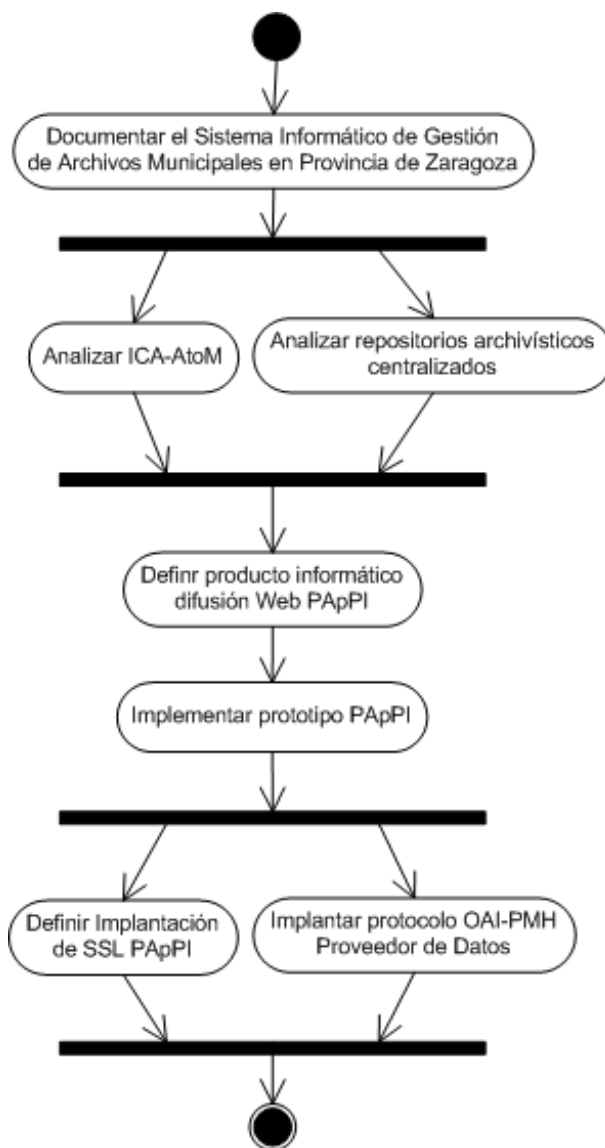 Documentar el Sistema Informático de Gestión
de Archivos Municipales en Provincia de Zaragoza
Analizar ICA-AtoM
Analizar repositorios archivísticos
centralizados
Definr producto informático
difusión Web PApPI
Implementar prototipo PApPI
Definir Implantación
de SSL PApPI
Implantar protocolo OAI-PMH
Proveedor de Datos